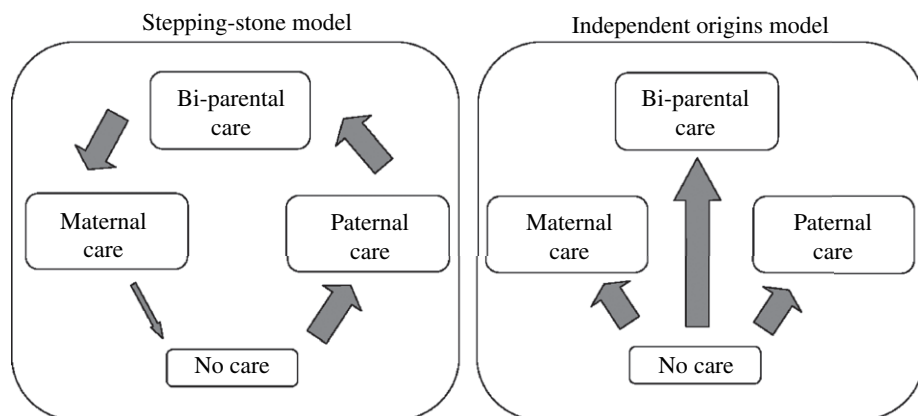 Stepping-stone model
Bi-parental
care
Maternal
care
Paternal
care
No care
Independent origins model
Bi-parental
care
Maternal
care
Paternal
care
No care